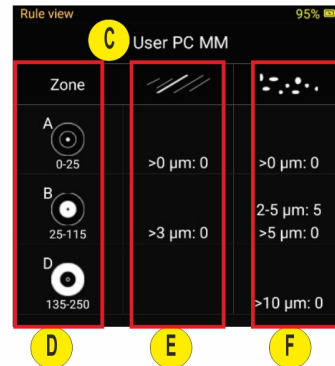 Rule view
95%
C
User PC MM
Zone
A
0-25
>0 µm: 0
>0 µm: 0
B
25-115
>3 µm: 0
2-5 µm: 5
>5 µm: 0
D
135-250
>10 µm: 0
D
E
F